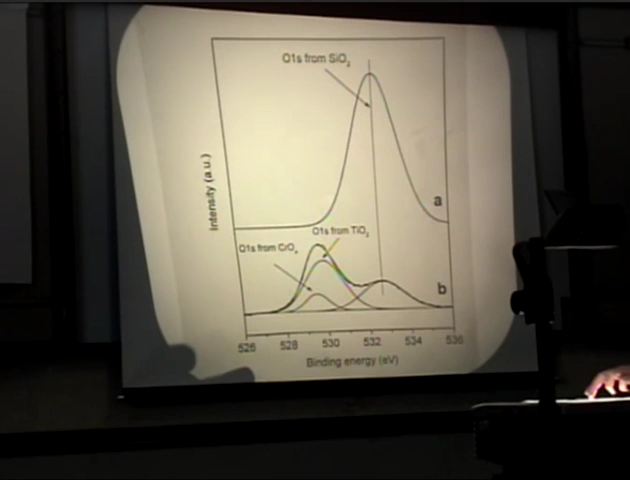 O1s from SiO2
a
Intensity (a.u.)
O1s from TiO2
O1s from CrOx
b
526 528 530 532 534 536
Binding energy (eV)